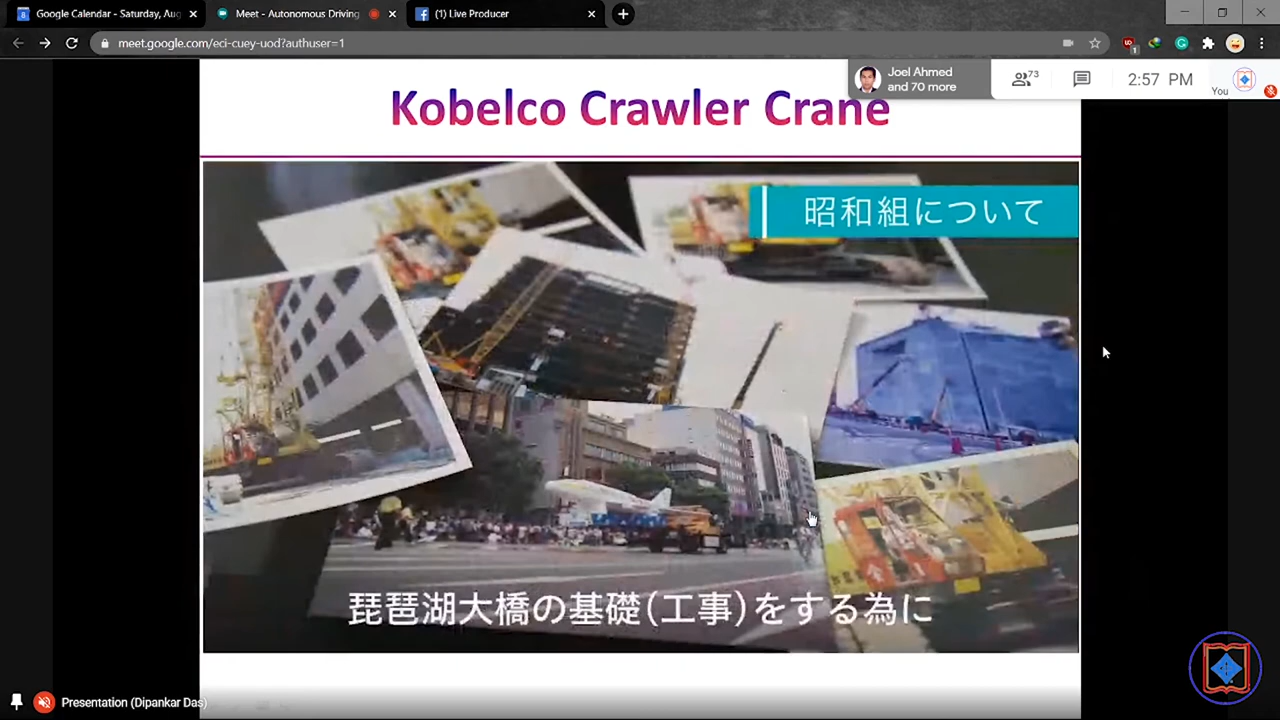 Google Calendar - Saturday, Aug
Meet - Autonomous Driving
(1) Live Producer
meet.google.com/eci-cuey-uod?authuser=1
Joel Ahmed
and 70 more
73
2:57 PM
You
Kobelco Crawler Crane
昭和組について
琵琶湖大橋の基礎(工事)をする為に
Presentation (Dipankar Das)